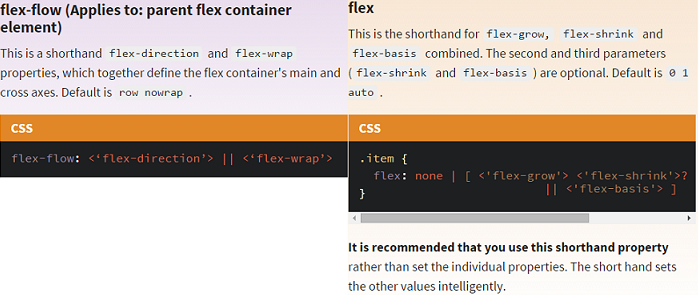 flex-flow (Applies to: parent flex container
element)
This is a shorthand flex-direction and flex-wrap
properties, which together define the flex container's main and
cross axes. Default is row nowrap .
CSS
flex-flow: <‘flex-direction’> || <‘flex-wrap’>
flex
This is the shorthand for flex-grow, flex-shrink and
flex-basis combined. The second and third parameters
( flex-shrink and flex-basis ) are optional. Default is 0 1
auto .
CSS
.item {
flex: none | [ <'flex-grow'> <'flex-shrink'>?
|| <'flex-basis'> ]
}
It is recommended that you use this shorthand property
rather than set the individual properties. The short hand sets
the other values intelligently.